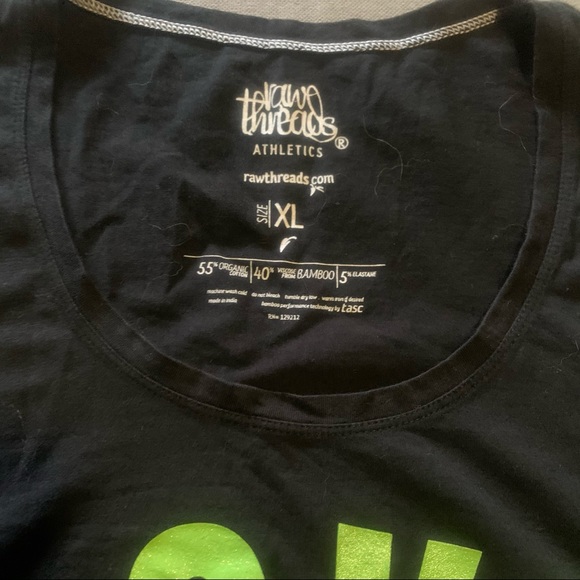 raw
threads®
ATHLETICS
rawthreads.com
SIZE XL
55% ORGANIC COTTON | 40% VISCOSE FROM BAMBOO | 5% ELASTANE
machine wash cold do not bleach tumble dry low warm iron if desired
made in india bamboo performance technology by tasc
129212